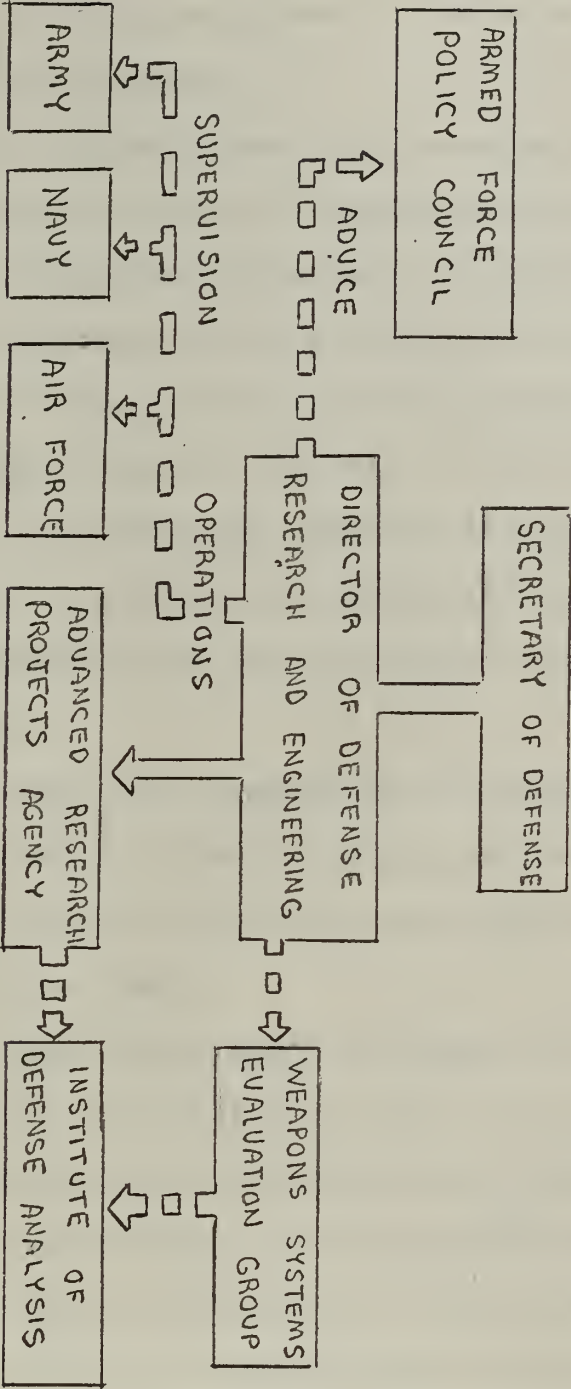 SECRETARY OF DEFENSE
ARMED FORCE
POLICY COUNCIL
ADVICE
DIRECTOR OF DEFENSE
RESEARCH AND ENGINEERING
WEAPONS SYSTEMS
EVALUATION GROUP
SUPERVISION
OPERATIONS
ARMY
NAVY
AIR FORCE
ADVANCED RESEARCH
PROJECTS AGENCY
INSTITUTE OF
DEFENSE ANALYSIS